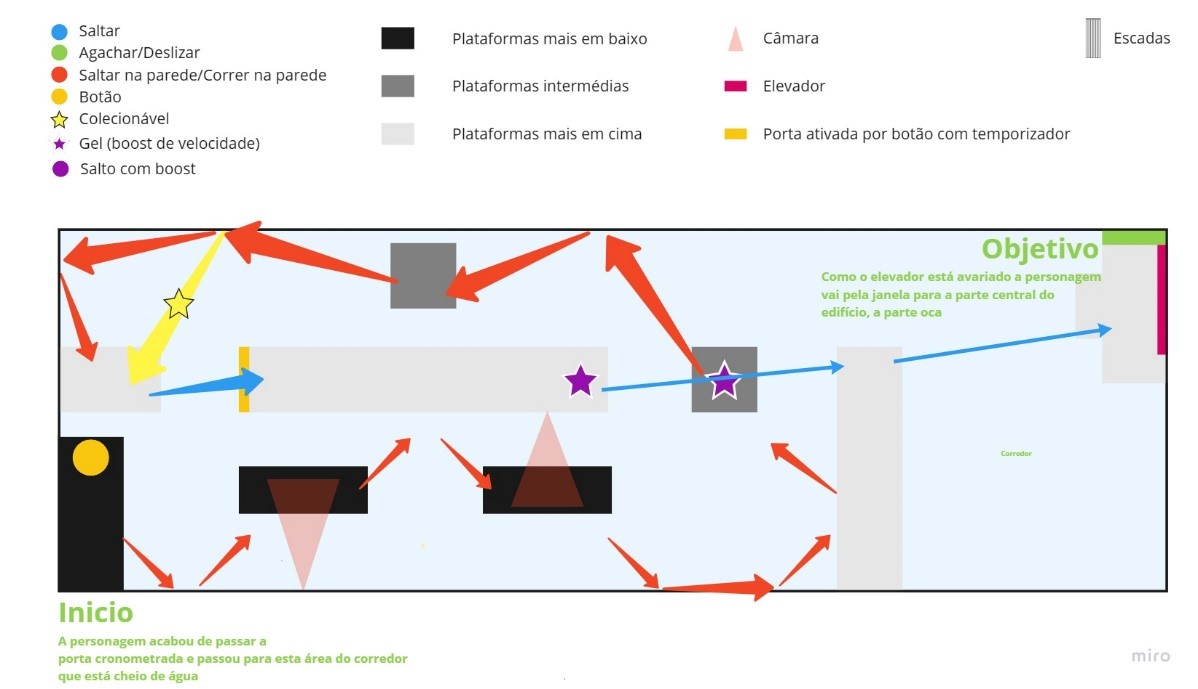 Saltar
Agachar/Deslizar
Saltar na parede/Correr na parede
Botão
Colecionável
Gel (boost de velocidade)
Salto com boost
Plataformas mais em baixo
Plataformas intermédias
Plataformas mais em cima
Câmara
Elevador
Porta ativada por botão com temporizador
Escadas
Objetivo
Como o elevador está avariado a personagem
vai pela janela para a parte central do
edifício, a parte oca
Corredor
Inicio
A personagem acabou de passar a
porta cronometrada e passou para esta área do corredor
que está cheio de água
miro